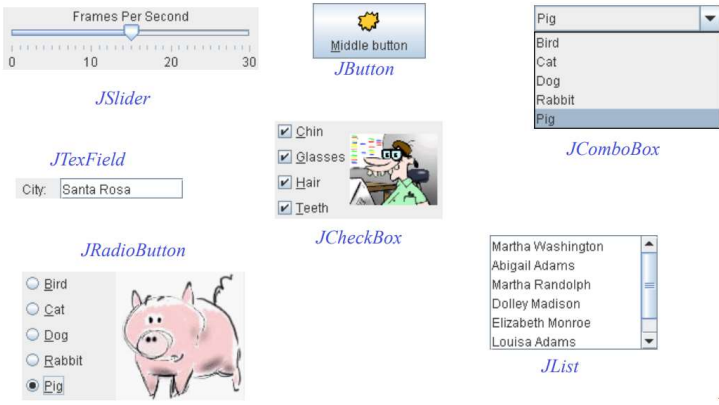 Frames Per Second
0 10 20 30
JSlider
Middle button
JButton
Pig
Bird
Cat
Dog
Rabbit
Pig
JComboBox
JTexField
City: Santa Rosa
Chin
Glasses
Hair
Teeth
JCheckBox
JRadioButton
Bird
Cat
Dog
Rabbit
Pig
Martha Washington
Abigail Adams
Martha Randolph
Dolley Madison
Elizabeth Monroe
Louisa Adams
JList